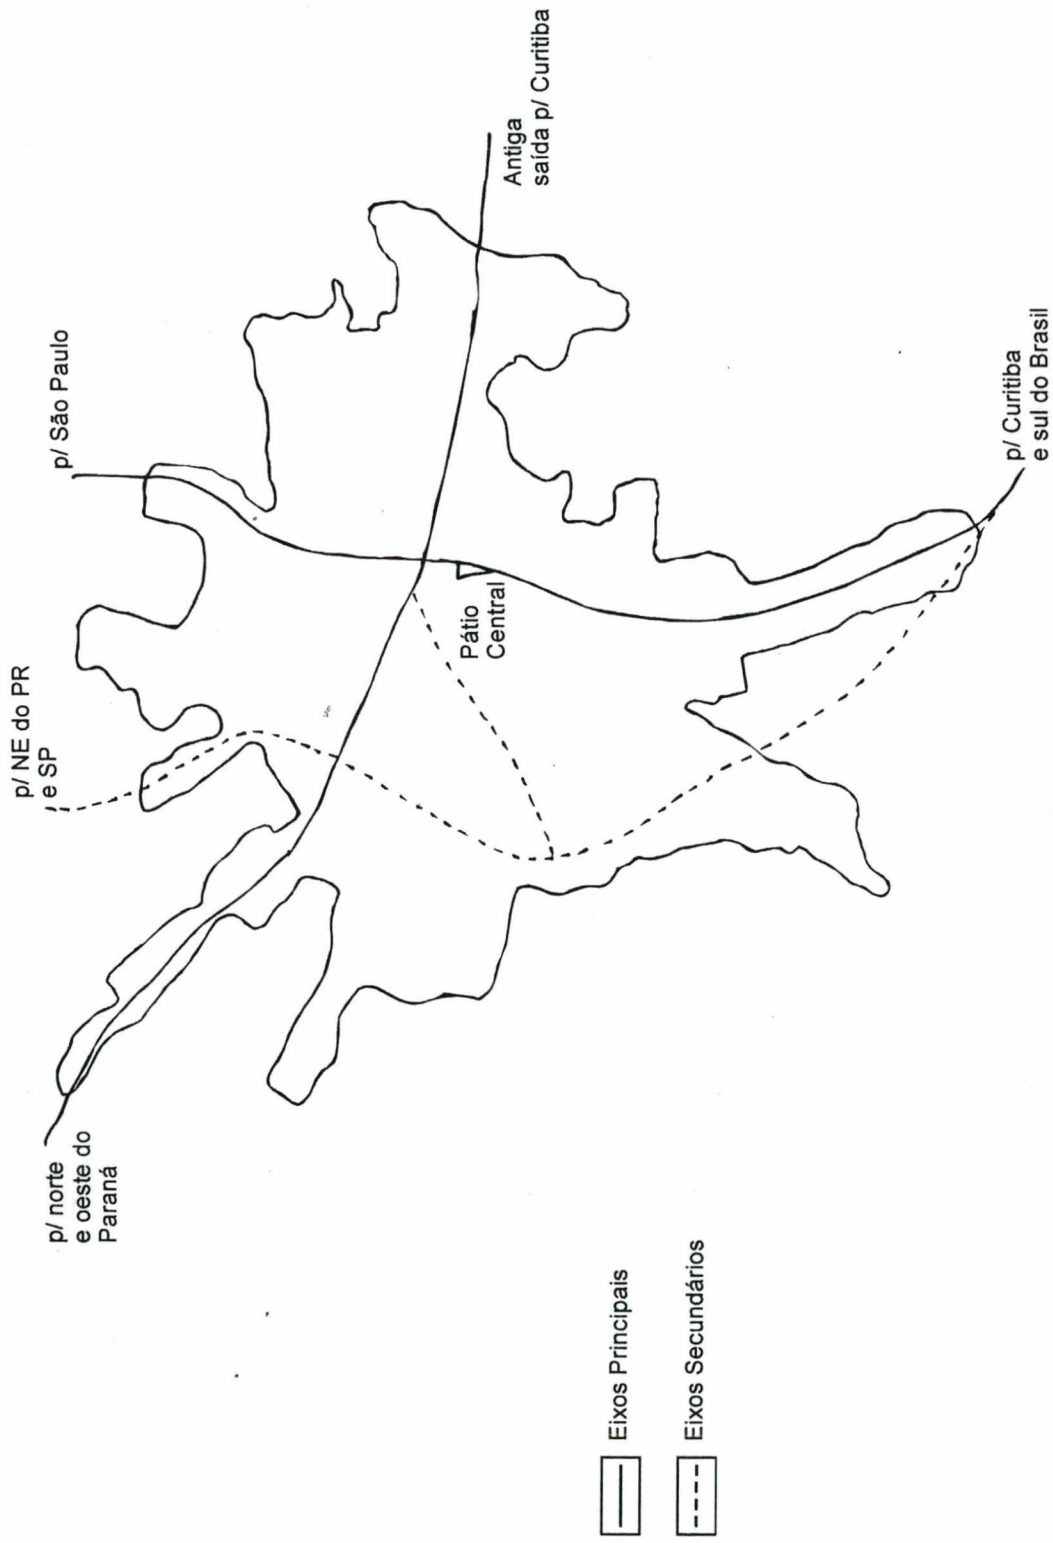 p/ norte
e oeste do
Paraná
p/ NE do PR
e SP
p/ São Paulo
Antiga
saída p/ Curitiba
Pátio
Central
p/ Curitiba
e sul do Brasil
Eixos Principais
Eixos Secundários